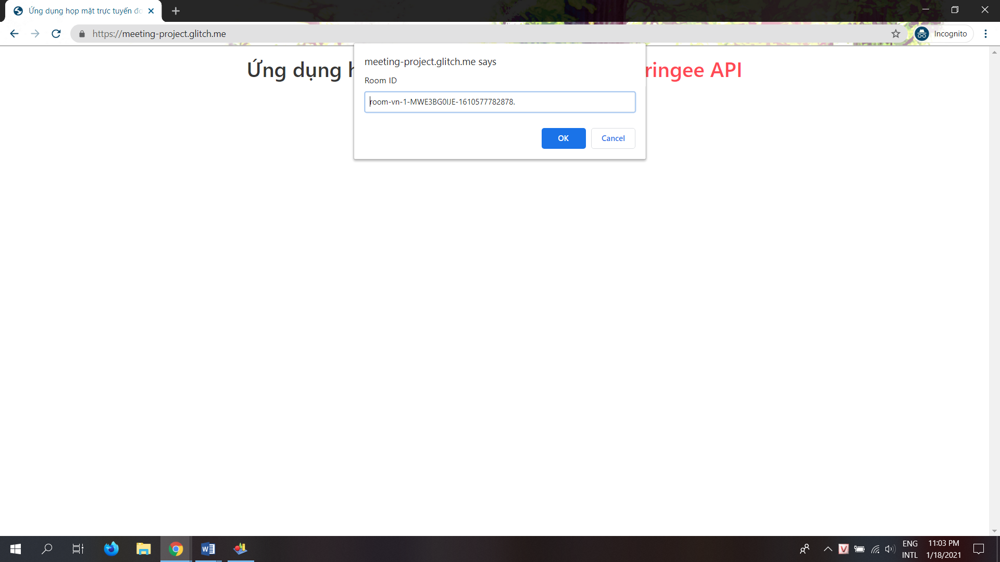 Ứng dụng họp mặt trực tuyến
https://meeting-project.glitch.me
Incognito
Ứng dụng
ringee API
meeting-project.glitch.me says
Room ID
room-vn-1-MWE3BG0IJE-1610577782878.
OK
Cancel
ENG
INTL
11:03 PM
1/18/2021